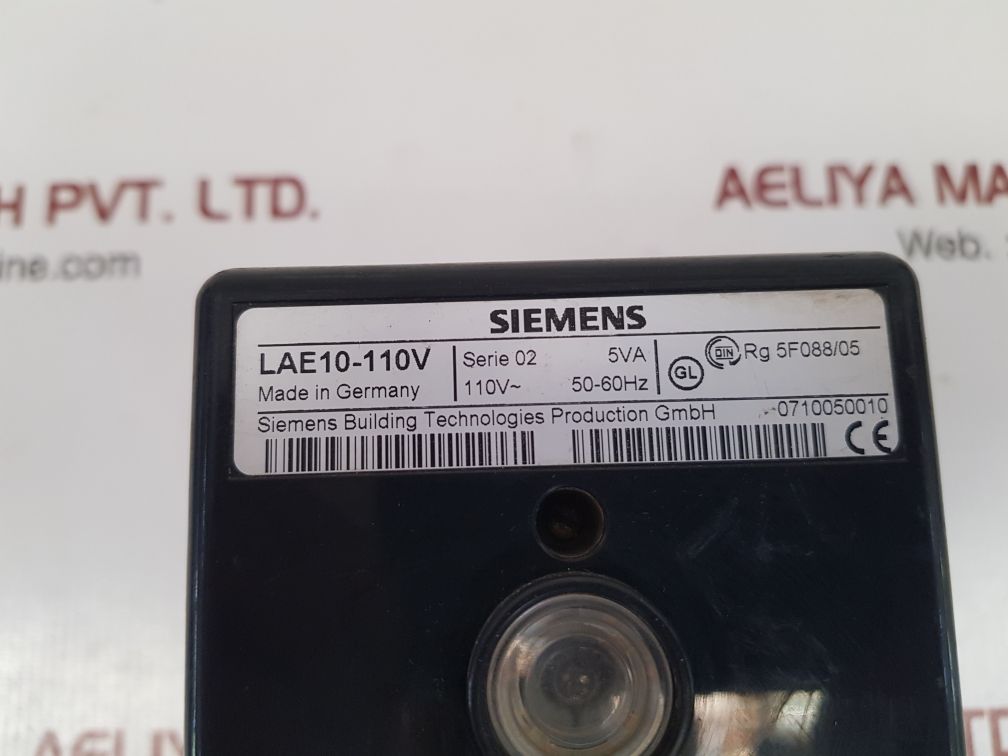 H PVT. LTD.
ine.com
AELIYA MA
Web.
SIEMENS
LAE10-110V
Made in Germany
Serie 02 5VA
110V~ 50-60Hz
GL
DIN
Rg 5F088/05
Siemens Building Technologies Production GmbH
0710050010
CE
AELIYA